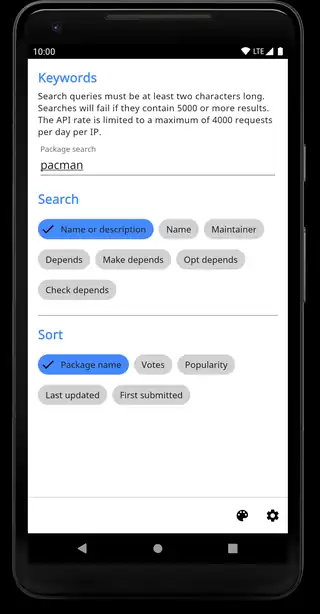 10:00
LTE
Keywords
Search queries must be at least two characters long.
Searches will fail if they contain 5000 or more results.
The API rate is limited to a maximum of 4000 requests
per day per IP.
Package search
pacman
Search
Name or description Name Maintainer
Depends Make depends Opt depends
Check depends
Sort
Package name Votes Popularity
Last updated First submitted